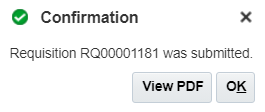 Confirmation
Requisition RQ00001181 was submitted.
View PDF OK